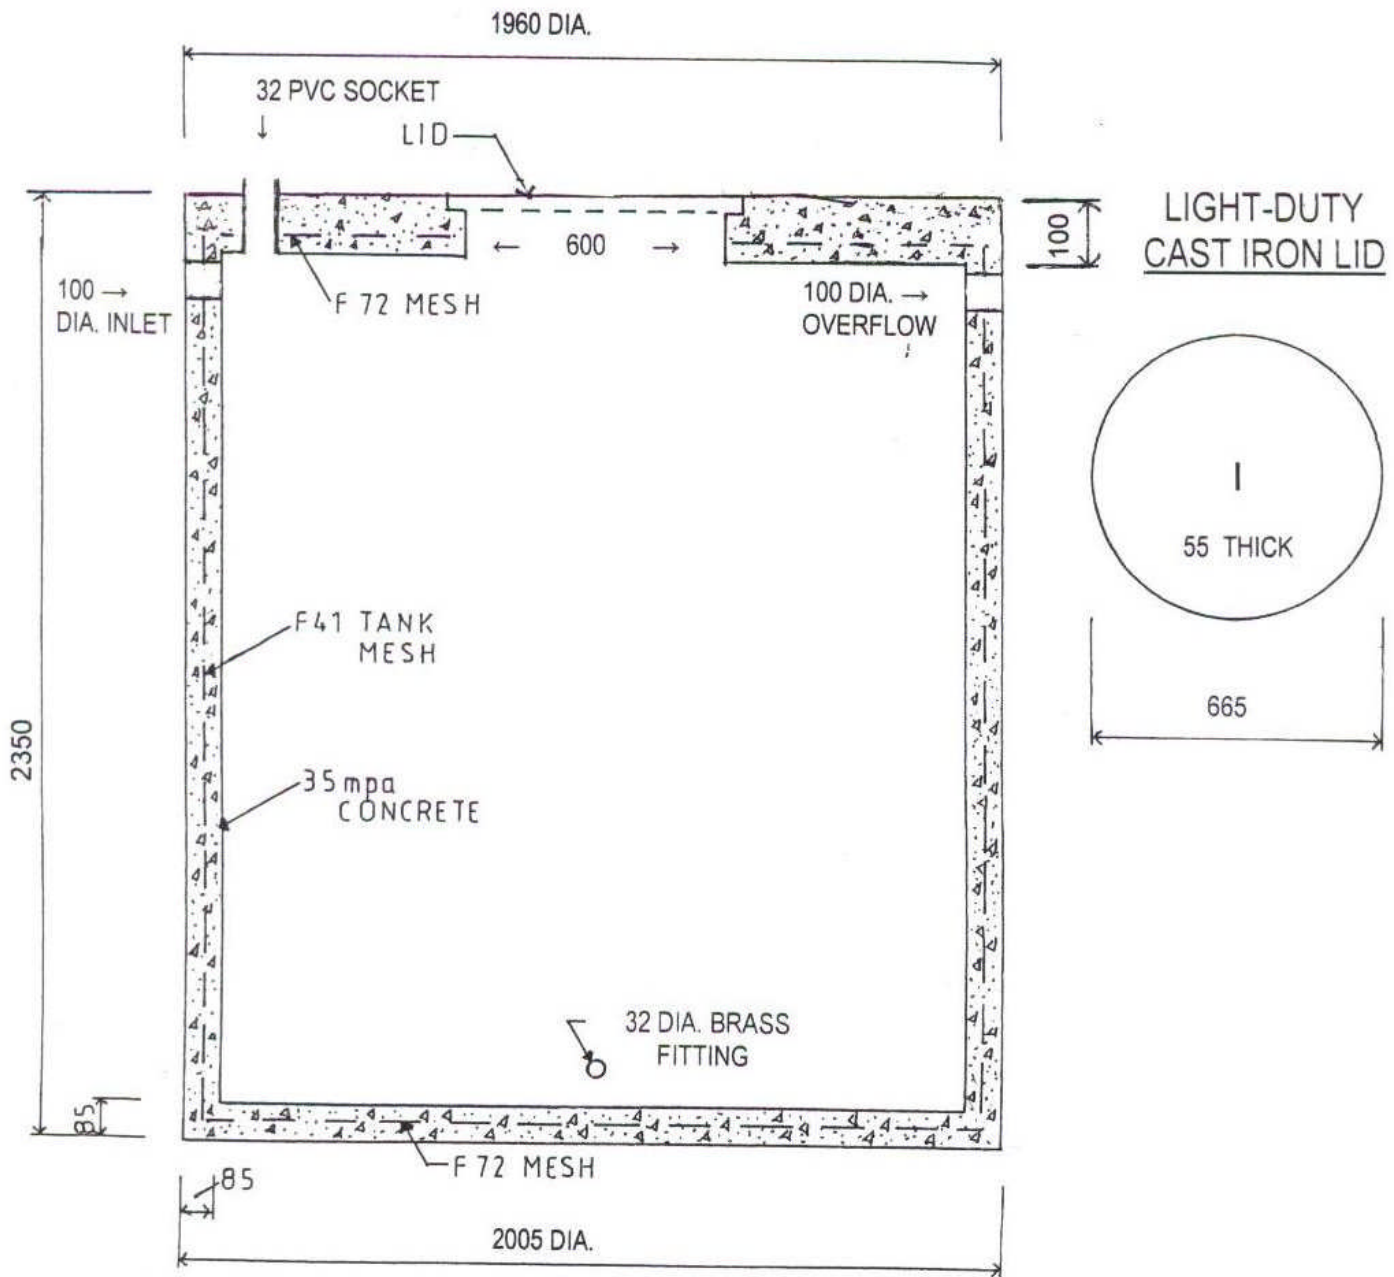 1960 DIA.
32 PVC SOCKET
↓
LID
LIGHT-DUTY
CAST IRON LID
100
← 600 →
100 →
DIA. INLET
F 72 MESH
100 DIA. →
OVERFLOW
55 THICK
665
F41 TANK
MESH
2350
35 mpa
CONCRETE
32 DIA. BRASS
FITTING
85
F 72 MESH
85
2005 DIA.